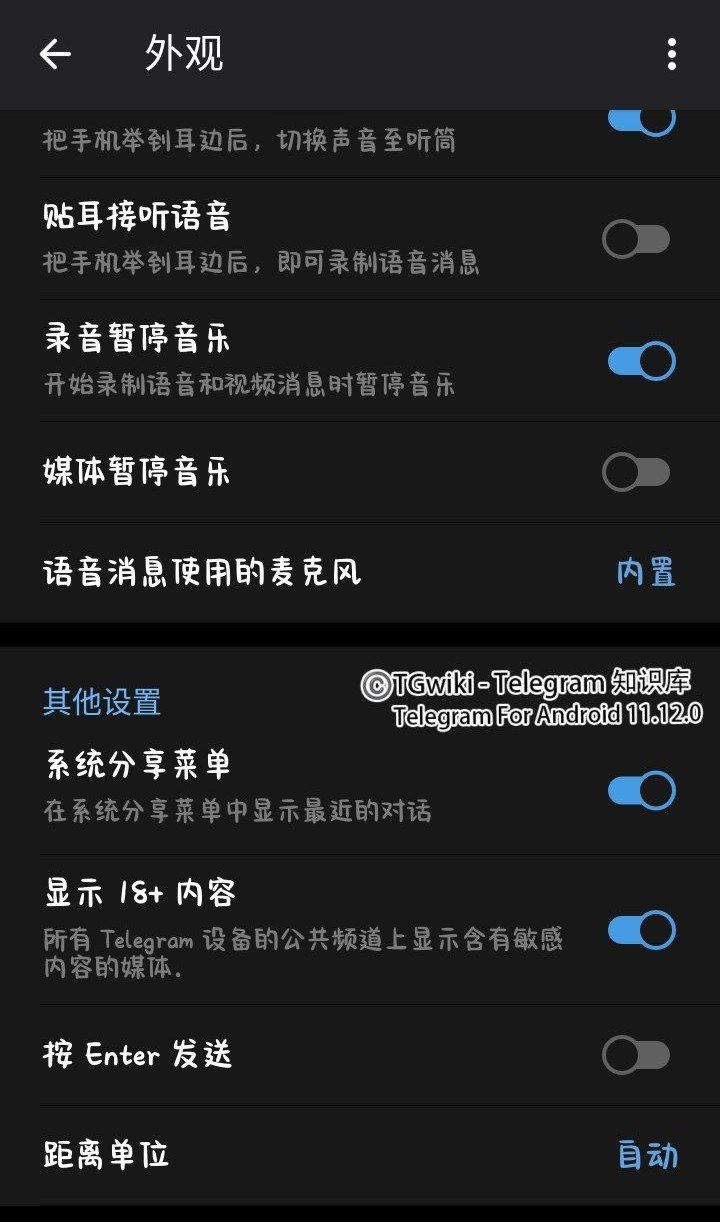 外观
把手机举到耳边后，切换声音至听筒
贴耳接听语音
把手机举到耳边后，即可录制语音消息
录音暂停音乐
开始录制语音和视频消息时暂停音乐
媒体暂停音乐
语音消息使用的麦克风
内置
©TGwiki - Telegram 知识库
Telegram For Android 11.12.0
其他设置
系统分享菜单
在系统分享菜单中显示最近的对话
显示 18+ 内容
所有 Telegram 设备的公共频道上显示含有敏感
内容的媒体.
按 Enter 发送
距离单位
自动